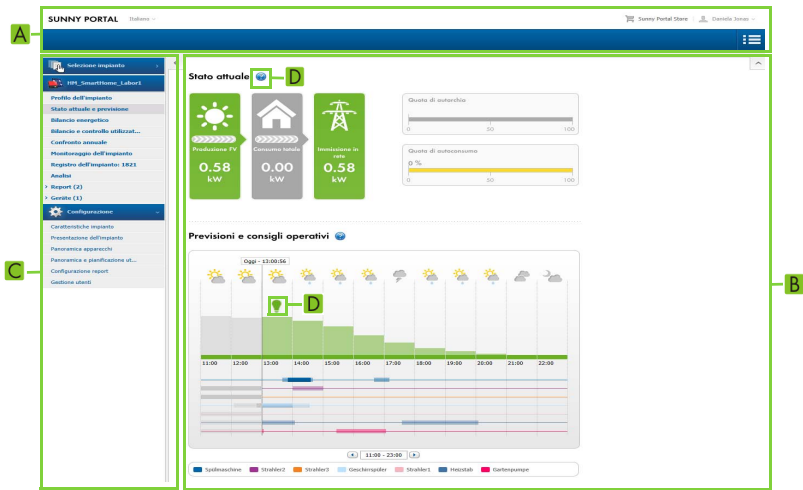 SUNNY PORTAL Italiano
Sunny Portal Store Daniela Jonas
A
Selezione impianto
HM_SmartHome_Labor1
Profilo dell'impianto
Stato attuale e previsione
Bilancio energetico
Bilancio e controllo utilizzat...
Confronto annuale
Monitoraggio dell'impianto
Registro dell'impianto: 1821
Analisi
Report (2)
Geräte (1)
Configurazione
Caratteristiche impianto
Presentazione dell'impianto
Panoramica apparecchi
Panoramica e pianificazione ut...
Configurazione report
Gestione utenti
C
Stato attuale ? D
Produzione FV
0.58
kW
Consumo totale
0.00
kW
Immissione in
rete
0.58
kW
Quota di autarchia
0 50 100
Quota di autoconsumo
0 %
0 50 100
Previsioni e consigli operativi ?
Oggi - 13:00:56
D
B
11:00 12:00 13:00 14:00 15:00 16:00 17:00 18:00 19:00 20:00 21:00 22:00
11:00 - 23:00
Spülmaschine Strahler2 Strahler3 Geschirrspüler Strahler1 Heizstab Gartenpumpe